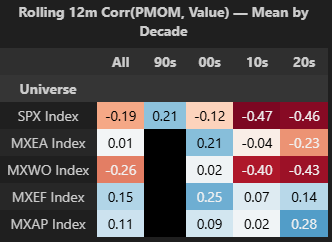 Rolling 12m Corr(PMOM, Value) — Mean by
Decade
All 90s 00s 10s 20s
Universe
SPX Index -0.19 0.21 -0.12 -0.47 -0.46
MXEA Index 0.01 0.21 -0.04 -0.23
MXWO Index -0.26 0.02 -0.40 -0.43
MXEF Index 0.15 0.25 0.07 0.14
MXAP Index 0.11 0.09 0.02 0.28